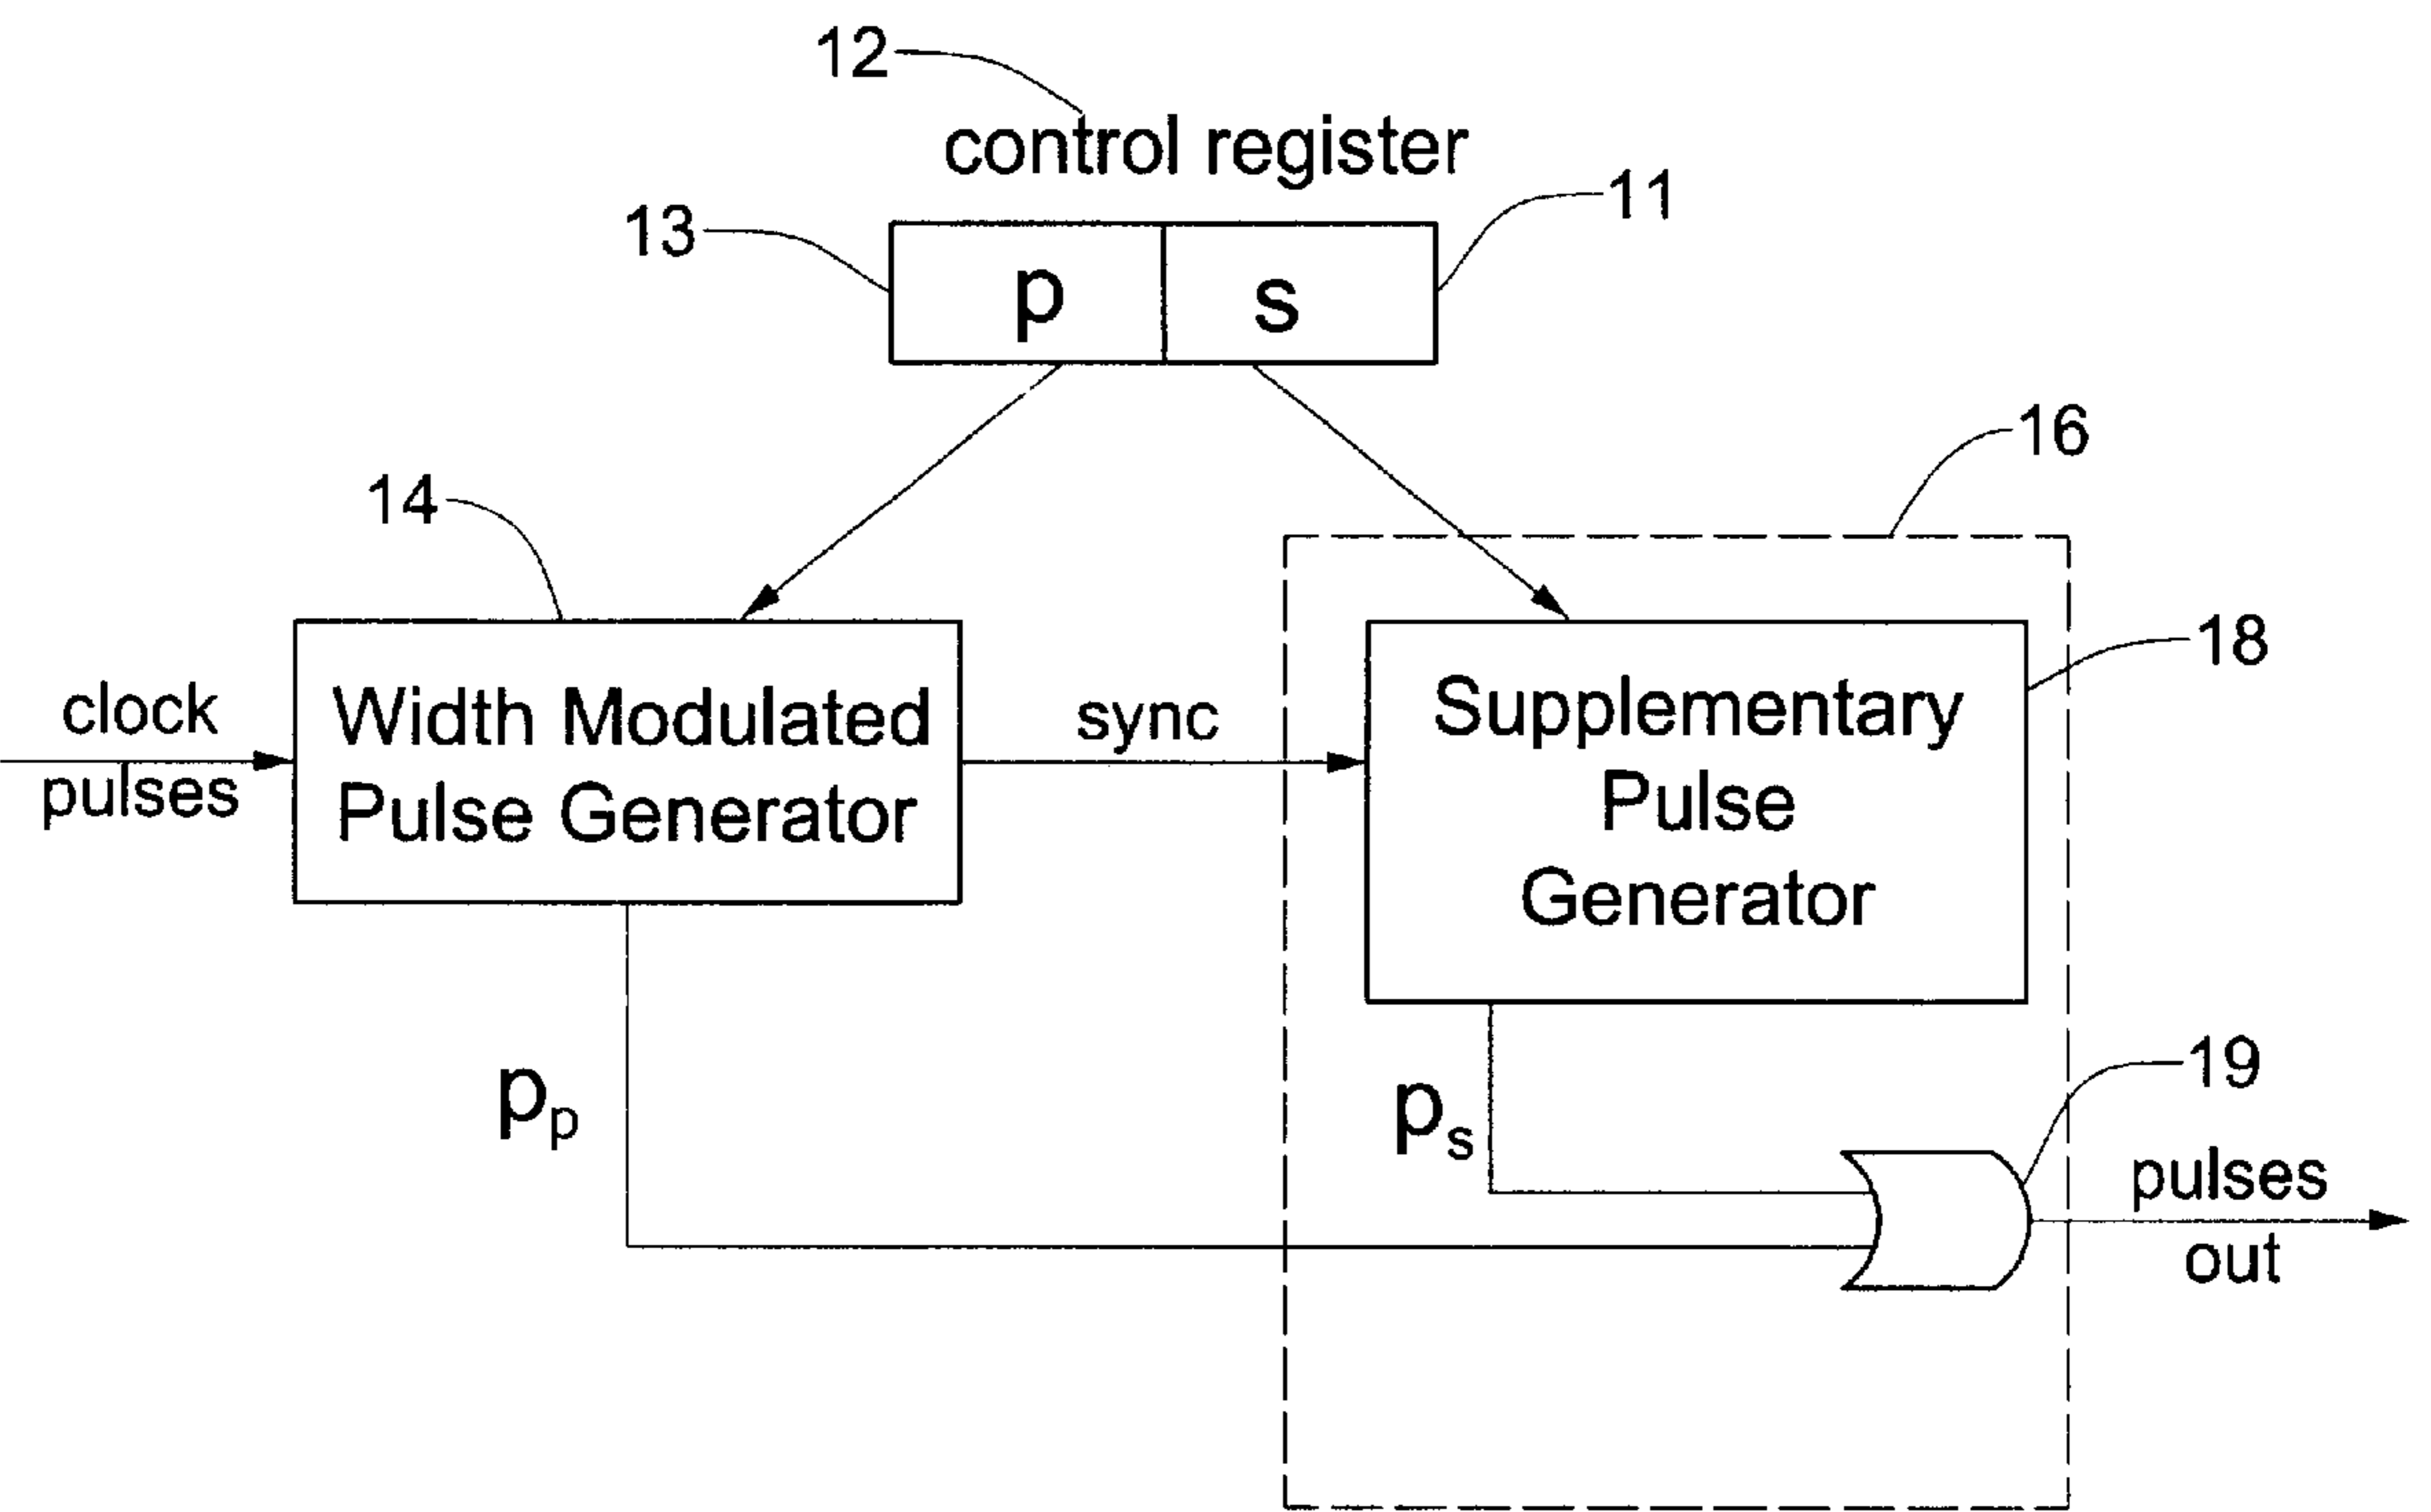 12
control register
13
11
p
s
16
14
18
clock
pulses
Width Modulated
Pulse Generator
sync
Supplementary
Pulse
Generator
19
pp
ps
pulses
out